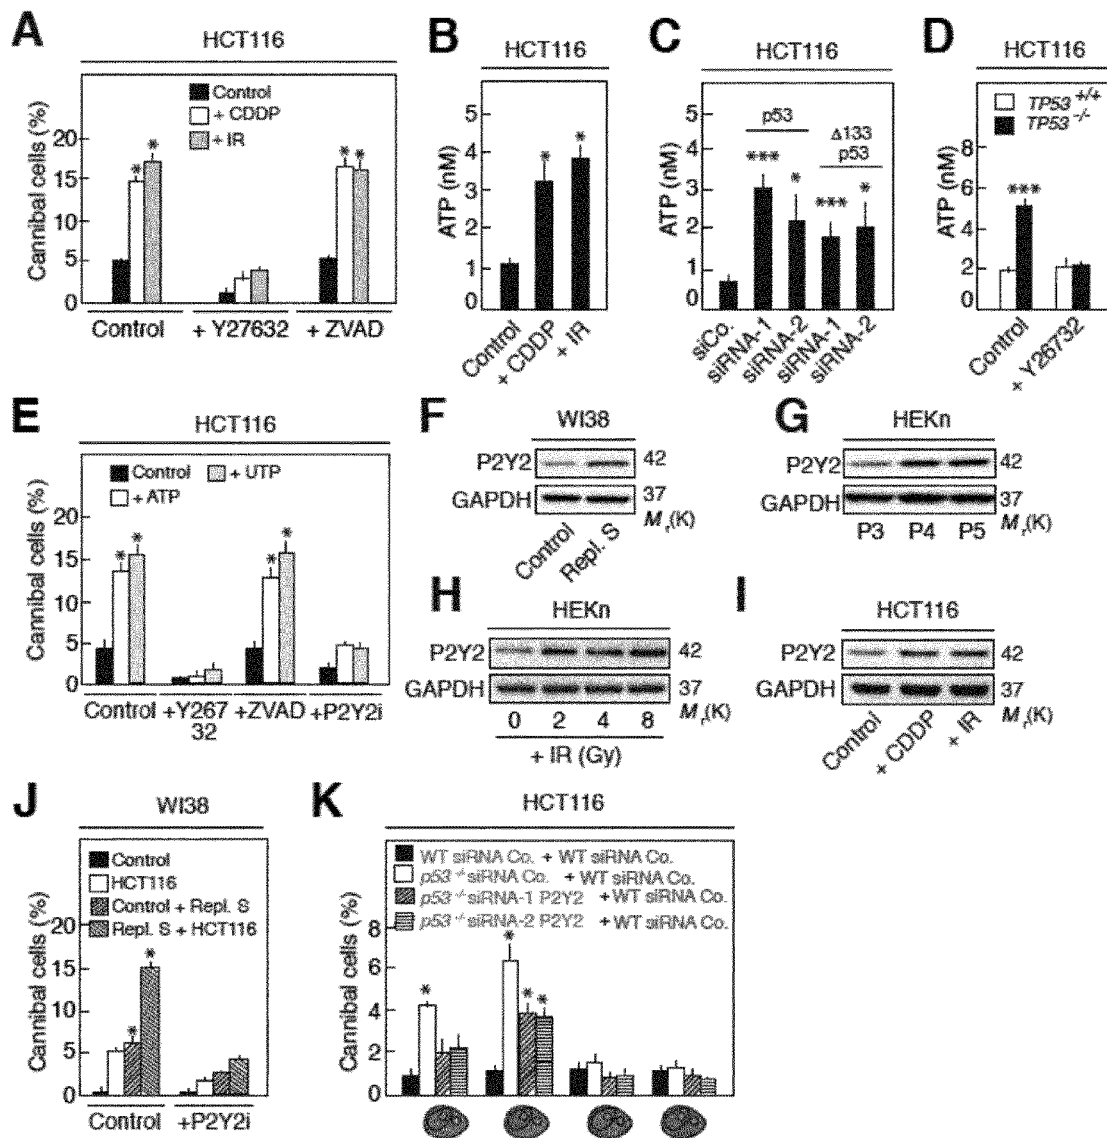 A
HCT116
Control
+ CDDP
+ IR
Cannibal cells (%)
20
15
10
5
0
Control
+ Y27632
+ ZVAD
B
HCT116
ATP (nM)
5
4
3
2
1
0
Control
+ CDDP
+ IR
C
HCT116
ATP (nM)
5
4
3
2
1
0
p53
Δ133
p53
***
*
***
*
siCo.
siRNA-1
siRNA-2
siRNA-1
siRNA-2
D
HCT116
TP53 +/+
TP53 -/-
ATP (nM)
8
6
4
2
0
***
Control
+ Y26732
E
HCT116
Control
+ UTP
+ ATP
Cannibal cells (%)
20
15
10
5
0
Control
+Y267
32
+ZVAD
+P2Y2i
F
WI38
P2Y2
42
GAPDH
37
Mr(K)
Control
Repl. S
G
HEKn
P2Y2
42
GAPDH
37
P3 P4 P5 Mr(K)
H
HEKn
P2Y2
42
GAPDH
37
0 2 4 8 Mr(K)
+ IR (Gy)
I
HCT116
P2Y2
42
GAPDH
37
Mr(K)
Control
+ CDDP
+ IR
J
WI38
Control
HCT116
Control + Repl. S
Repl. S + HCT116
Cannibal cells (%)
20
15
10
5
0
Control
+P2Y2i
K
HCT116
WT siRNA Co. + WT siRNA Co.
p53 -/- siRNA Co. + WT siRNA Co.
p53 -/- siRNA-1 P2Y2 + WT siRNA Co.
p53 -/- siRNA-2 P2Y2 + WT siRNA Co.
Cannibal cells (%)
8
6
4
2
0